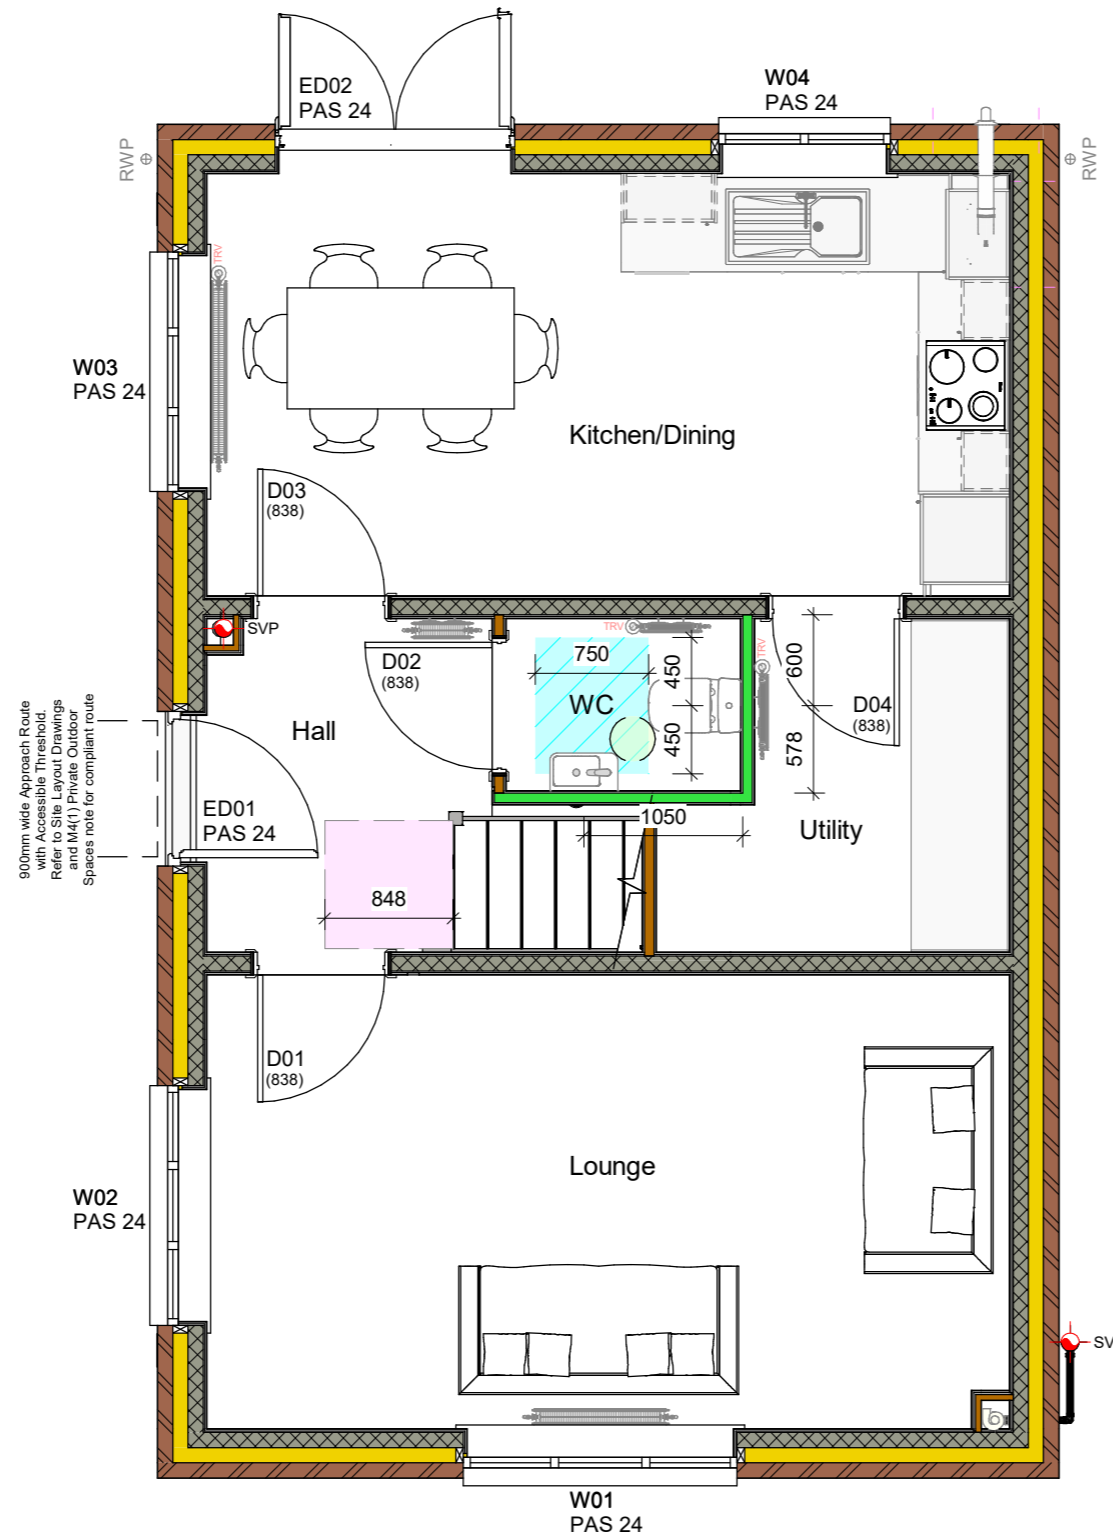 ED02
PAS 24
W04
PAS 24
RWP
RWP
TRV
W03
PAS 24
Kitchen/Dining
D03
(838)
SVP
TRV
D02
(838)
750
450
TRV
600
WC
D04
(838)
Hall
450
578
900mm wide Approach Route
with Accessible Threshold.
Refer to Site Layout Drawings
and M4(1) Private Outdoor
Spaces note for compliant route
ED01
PAS 24
1050
Utility
848
D01
(838)
Lounge
W02
PAS 24
SV
W01
PAS 24